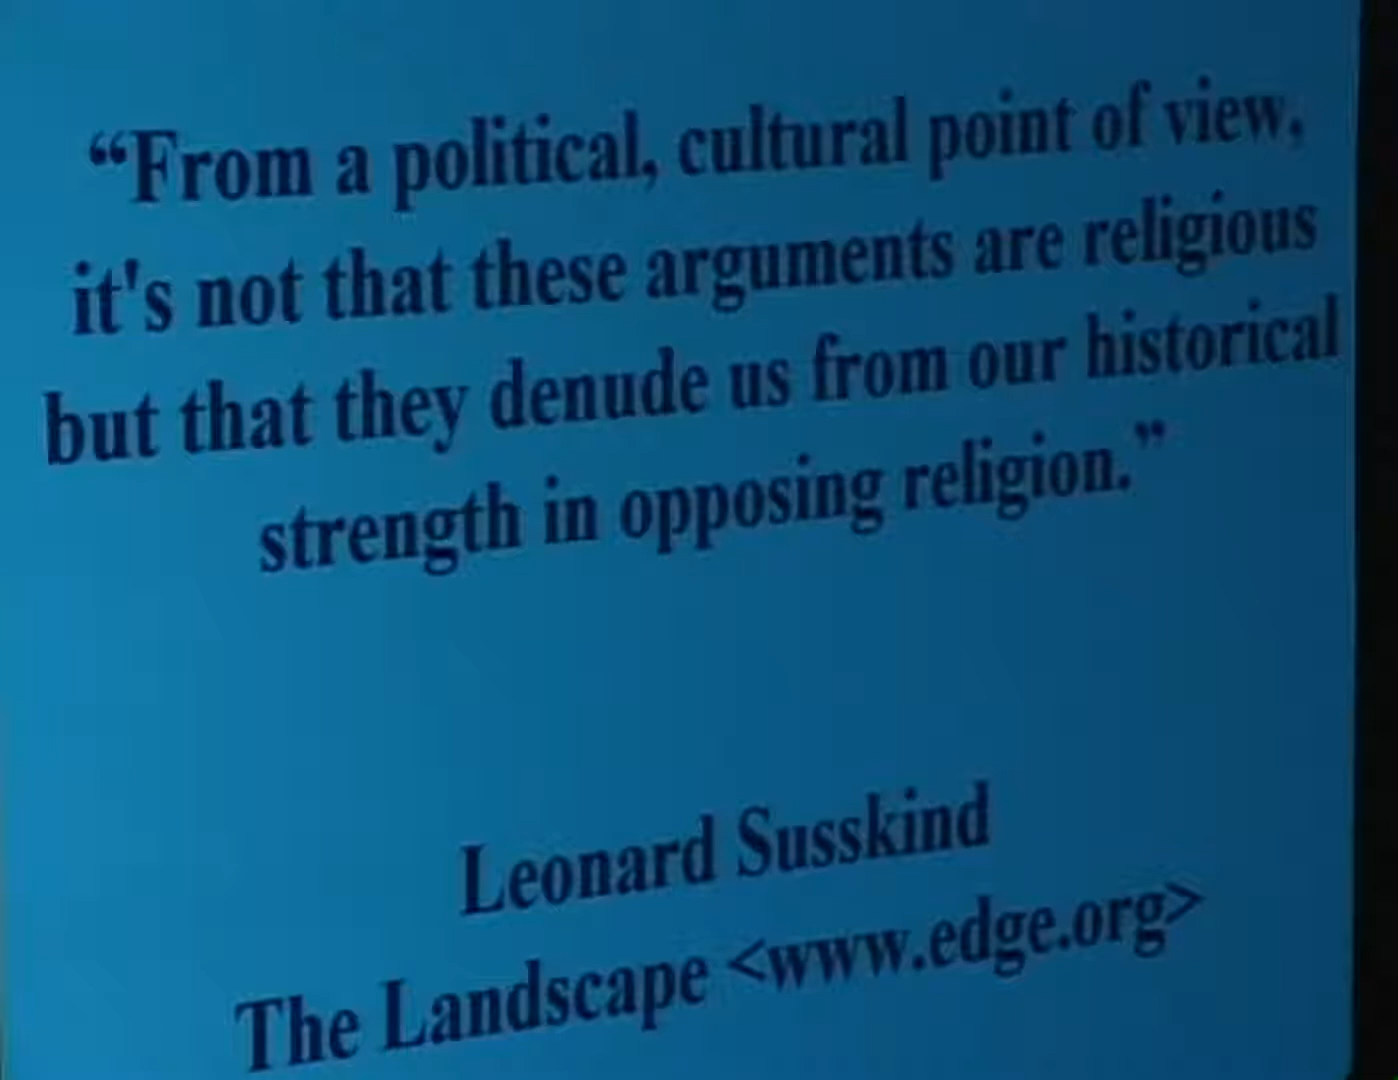 “From a political, cultural point of view,
it's not that these arguments are religious
but that they denude us from our historical
strength in opposing religion.”
Leonard Susskind
The Landscape <www.edge.org>